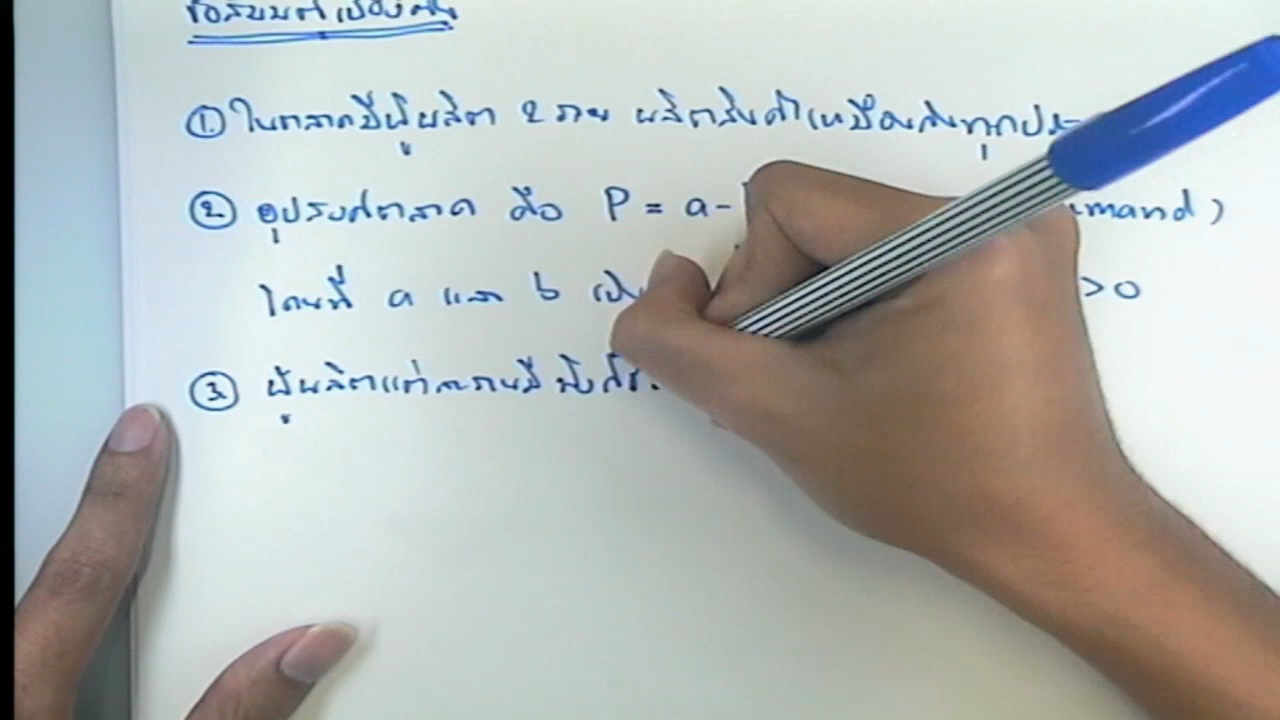 ข้อสมมติเบื้องต้น
① ในตลาดมีผู้ผลิต 2 ราย ผลิตสินค้าเหมือนกันทุกประ
② อุปสงค์ตลาด คือ P = a - mand)
โดยที่ a และ b เป็น >0
③ ผู้ผลิตแต่ละรายมี ฟังก์ช